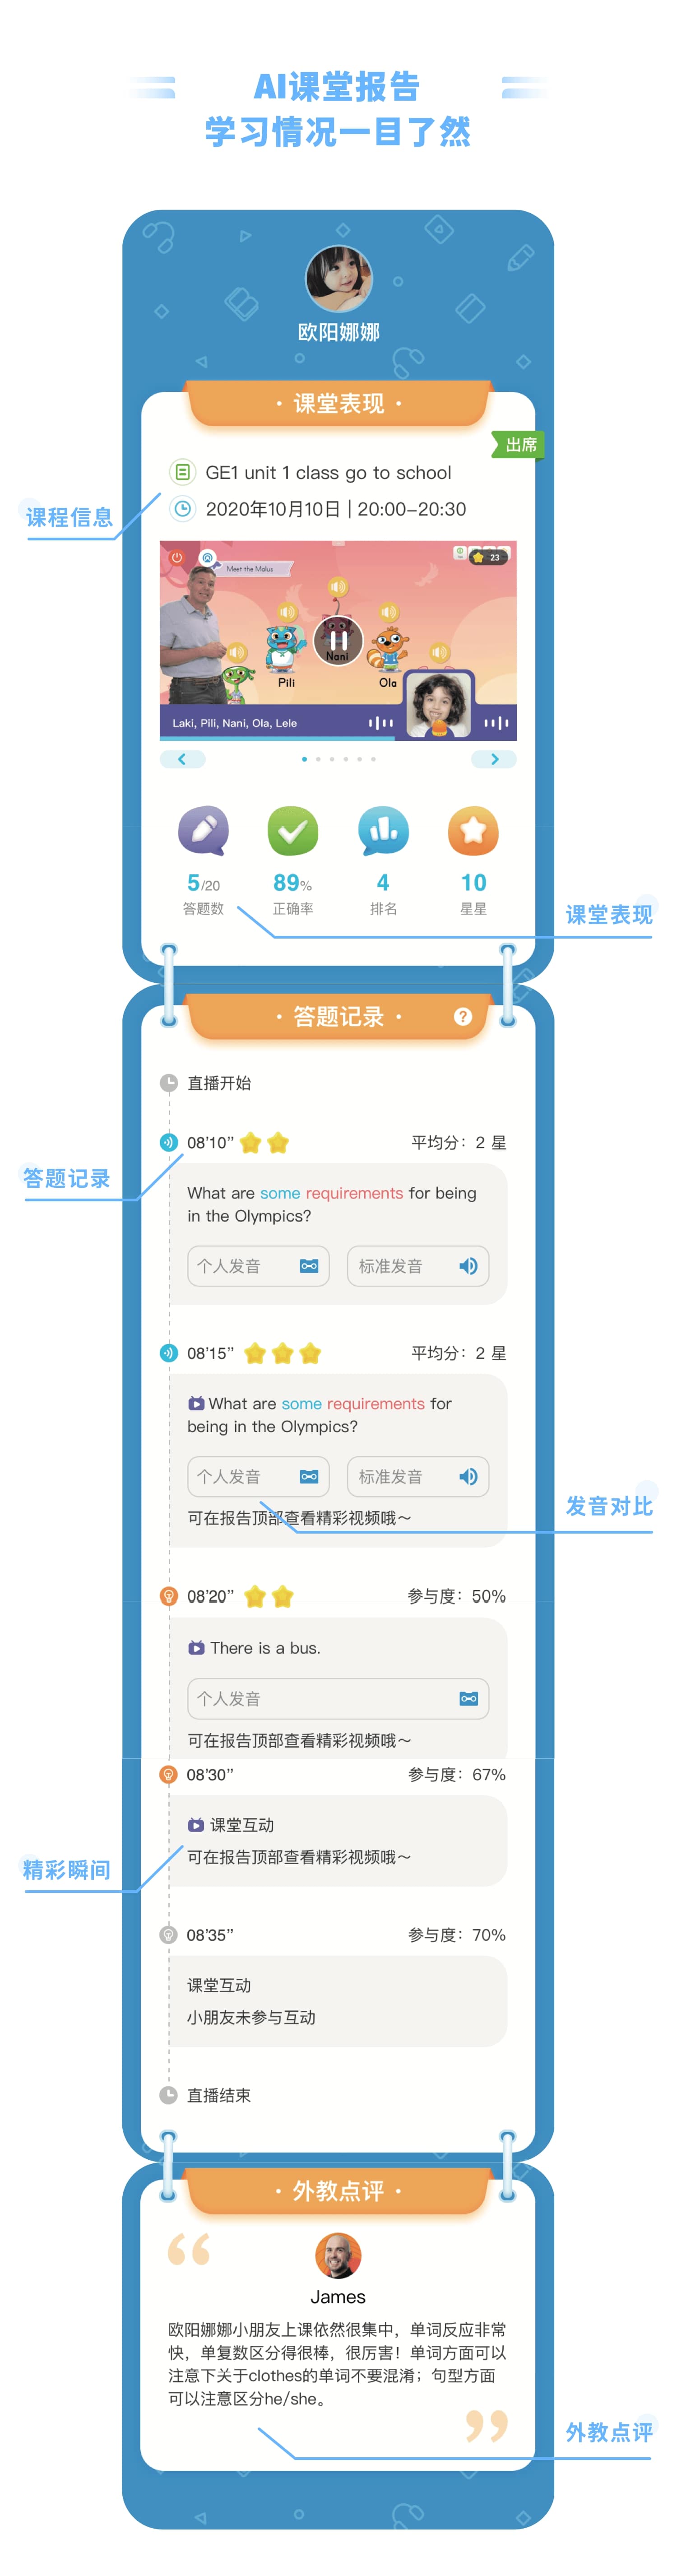 AI课堂报告
学习情况一目了然
欧阳娜娜
· 课堂表现 ·
出席
GE1 unit 1 class go to school
课程信息
2020年10月10日 | 20:00-20:30
Meet the Malus
23
Nani
Pili
Ola
Laki, Pili, Nani, Ola, Lele
5/20
89%
4
10
答题数
正确率
排名
星星
课堂表现
· 答题记录 ·
?
直播开始
08'10"
平均分：2 星
答题记录
What are some requirements for being
in the Olympics?
个人发音
标准发音
08'15"
平均分：2 星
What are some requirements for
being in the Olympics?
个人发音
标准发音
发音对比
可在报告顶部查看精彩视频哦～
08'20"
参与度：50%
There is a bus.
个人发音
可在报告顶部查看精彩视频哦～
08'30"
参与度：67%
课堂互动
可在报告顶部查看精彩视频哦～
精彩瞬间
08'35"
参与度：70%
课堂互动
小朋友未参与互动
直播结束
· 外教点评 ·
James
欧阳娜娜小朋友上课依然很集中，单词反应非常
快，单复数区分得很棒，很厉害！单词方面可以
注意下关于clothes的单词不要混淆；句型方面
可以注意区分he/she。
外教点评